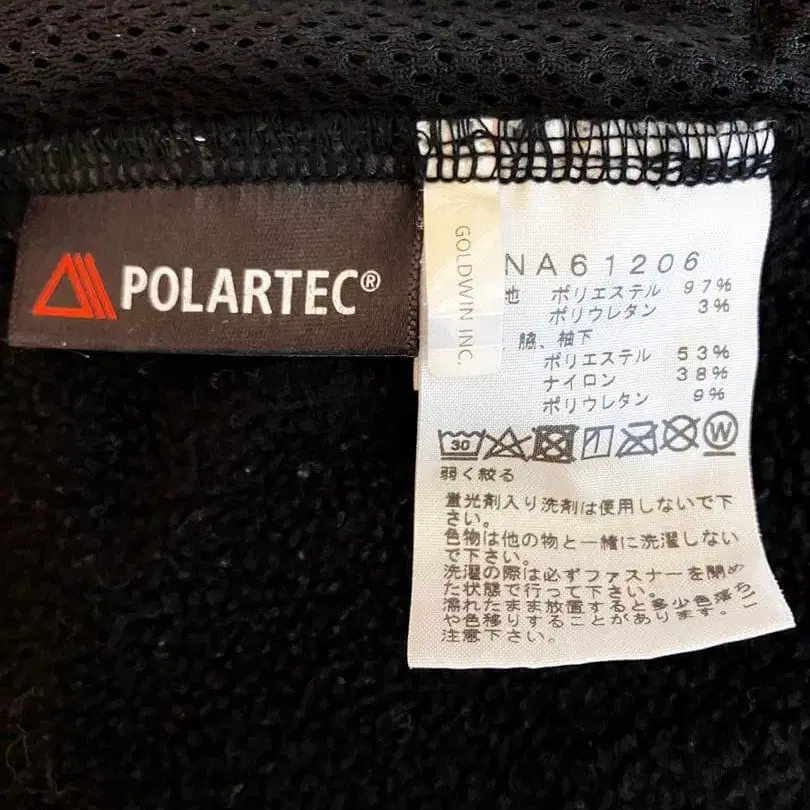 POLARTEC®
GOLDWIN INC.
NA61206
地 ポリエステル 97%
ポリウレタン 3%
脇、袖下
ポリエステル 53%
ナイロン 38%
ポリウレタン 9%
30 W
弱く絞る
蛍光剤入り洗剤は使用しないで下
さい。
色物は他の物と一緒に洗濯しない
で下さい。
洗濯の際は必ずファスナーを閉め
た状態で行って下さい。
濡れたまま放置すると多少色落ち
や色移りすることがあります。ご
注意下さい。